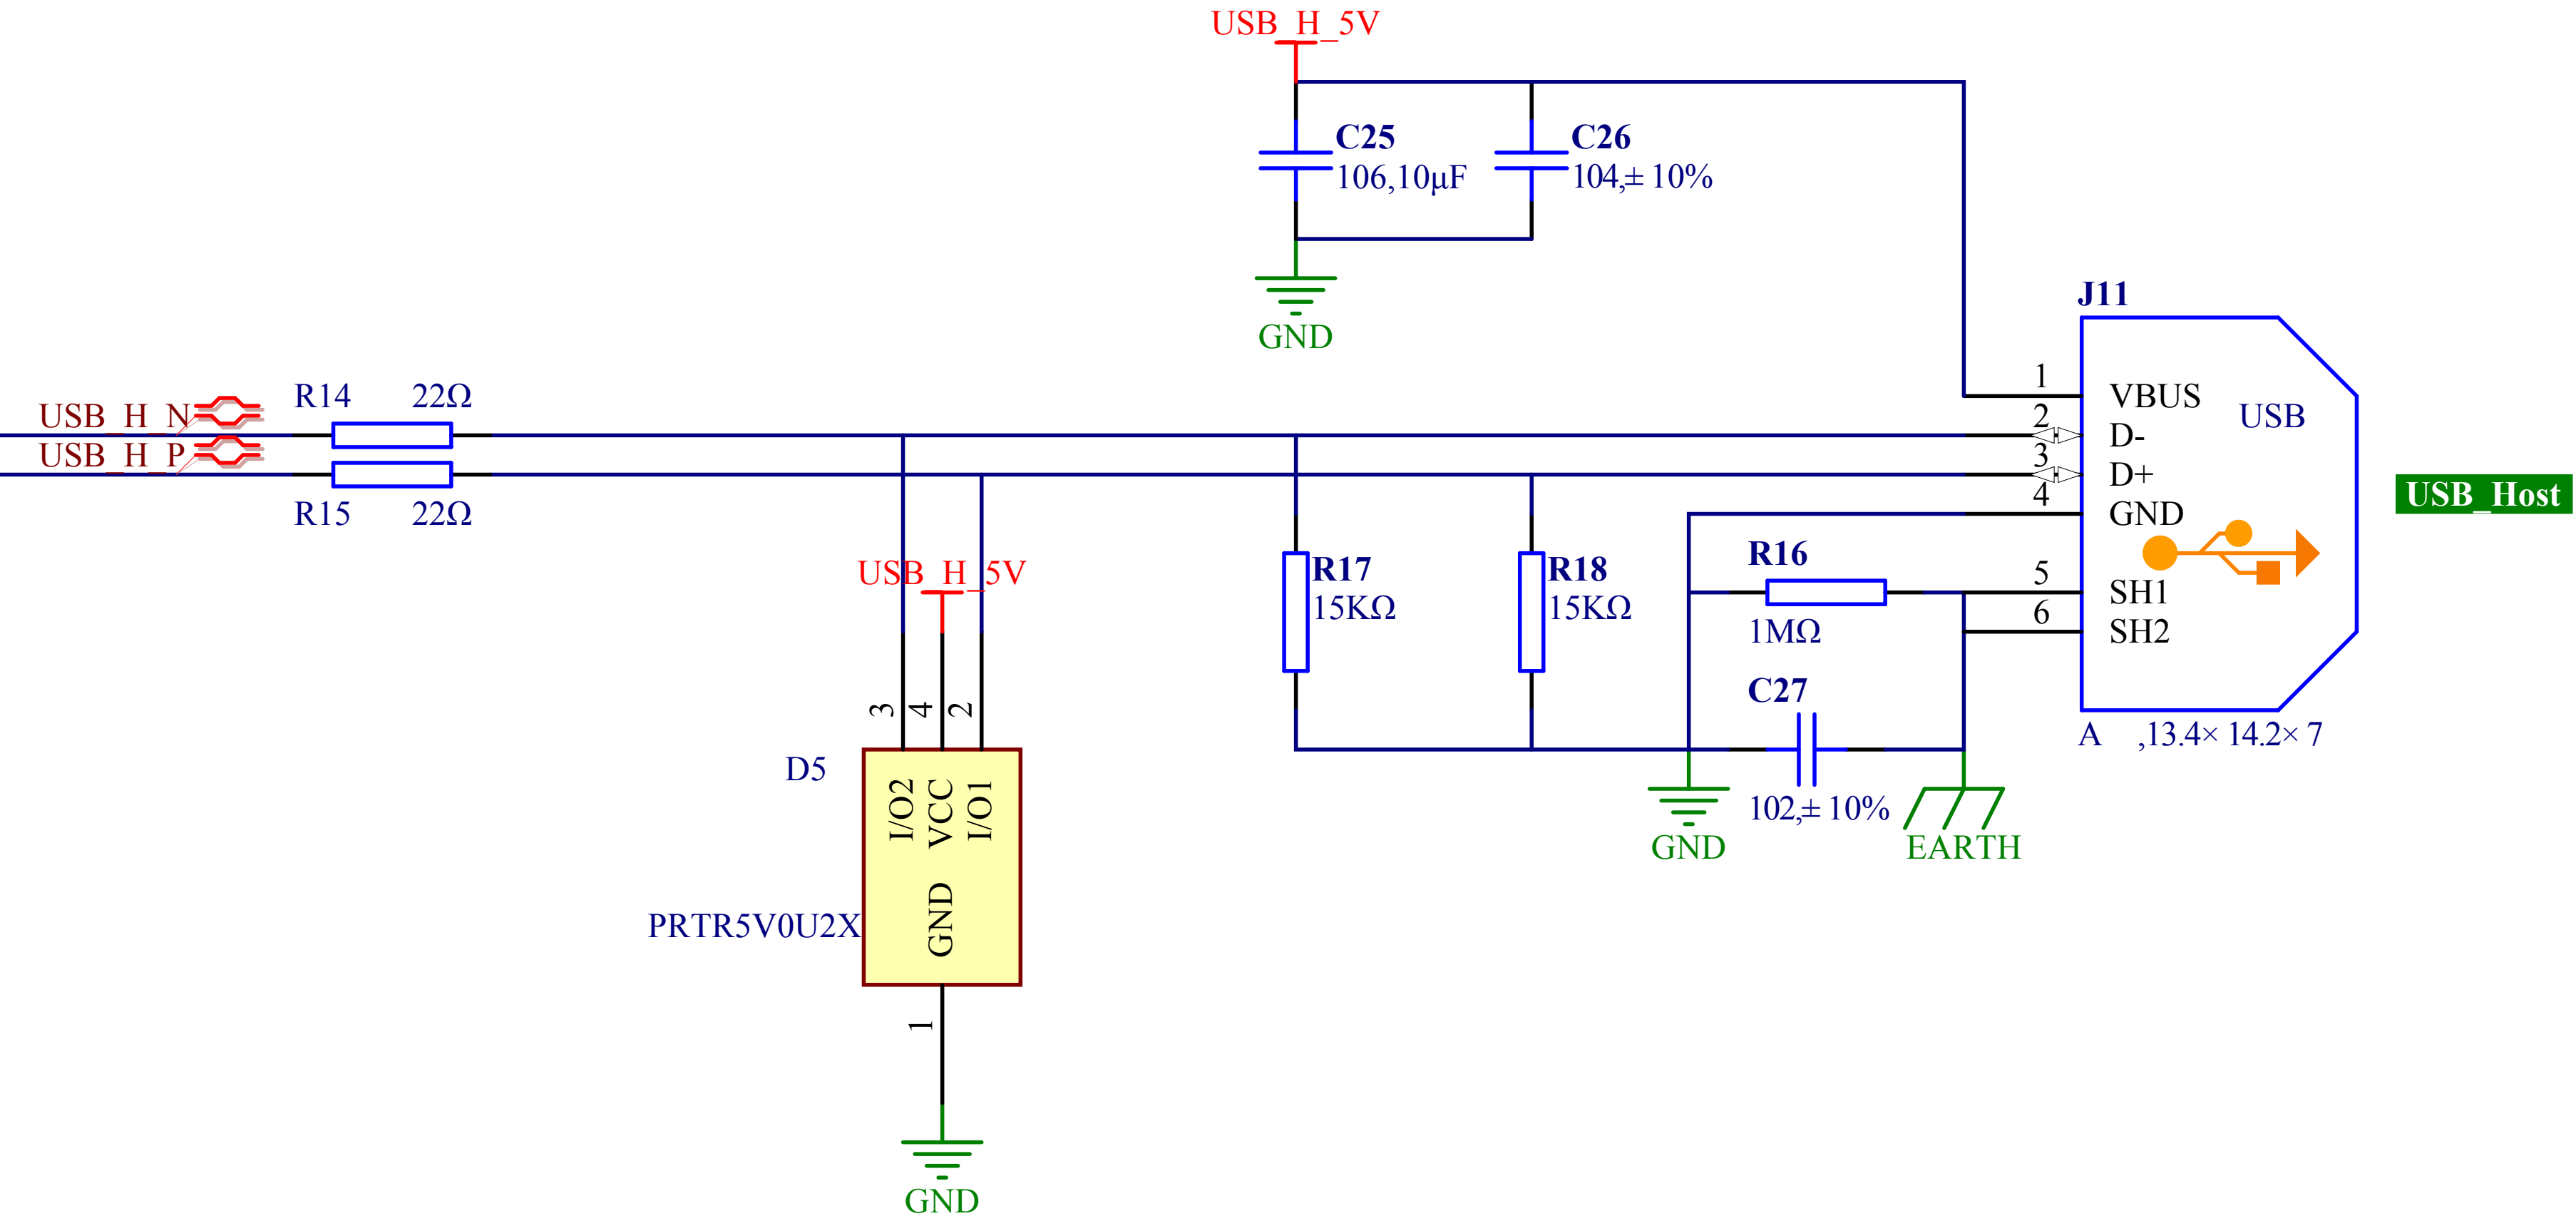 USB_H_5V
C25
106,10μF
C26
104,± 10%
GND
J11
1
VBUS
USB
2
D-
3
D+
4
GND
5
SH1
6
SH2
A ,13.4× 14.2× 7
USB_Host
USB_H_N
USB_H_P
R14 22Ω
R15 22Ω
USB_H_5V
3
4
2
D5
I/O2
VCC
I/O1
GND
PRTR5V0U2X
1
GND
R17
15KΩ
R18
15KΩ
R16
1MΩ
C27
102,± 10%
GND
EARTH